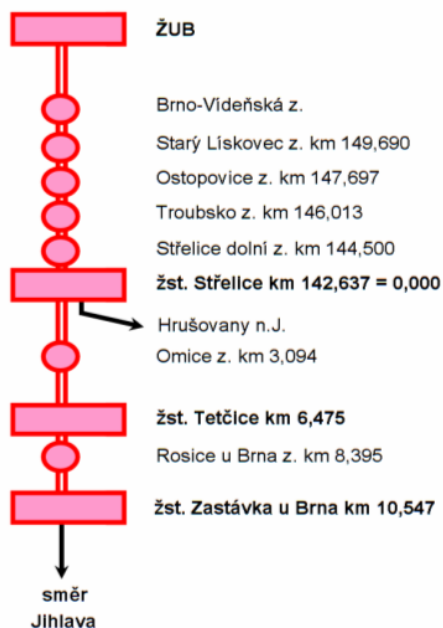 ŽUB
Brno-Vídeňská z.
Starý Lískovec z. km 149,690
Ostopovice z. km 147,697
Troubsko z. km 146,013
Střelice dolní z. km 144,500
žst. Střelice km 142,637 = 0,000
Hrušovany n.J.
Omice z. km 3,094
žst. Tetčice km 6,475
Rosice u Brna z. km 8,395
žst. Zastávka u Brna km 10,547
směr
Jihlava